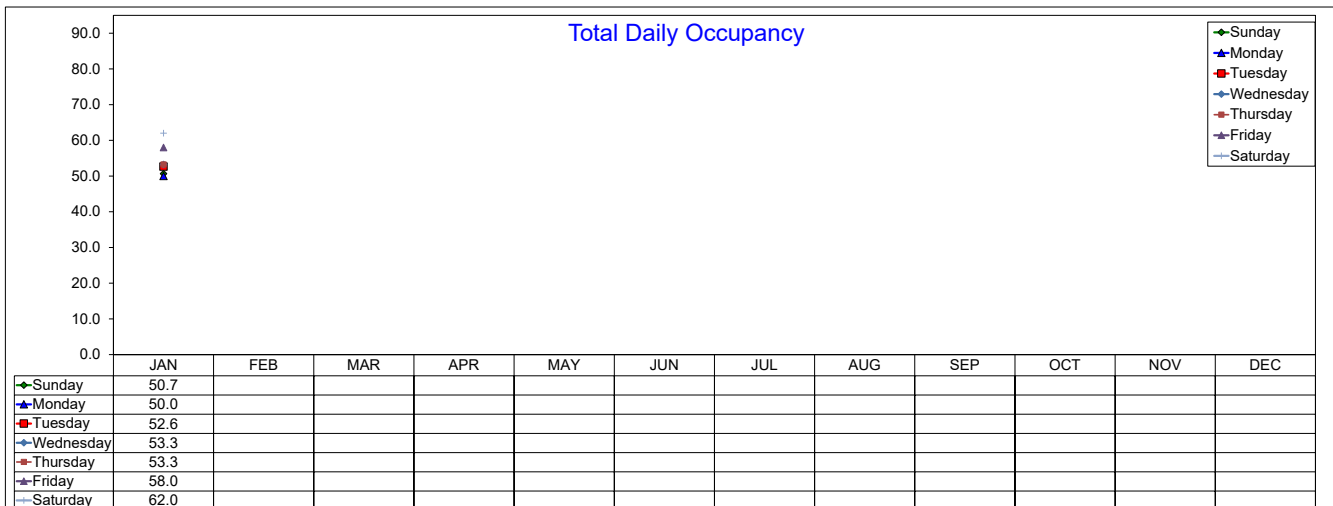 Total Daily Occupancy
90.0
80.0
70.0
60.0
50.0
40.0
30.0
20.0
10.0
0.0
Sunday
Monday
Tuesday
Wednesday
Thursday
Friday
Saturday
JAN FEB MAR APR MAY JUN JUL AUG SEP OCT NOV DEC
Sunday 50.7
Monday 50.0
Tuesday 52.6
Wednesday 53.3
Thursday 53.3
Friday 58.0
Saturday 62.0